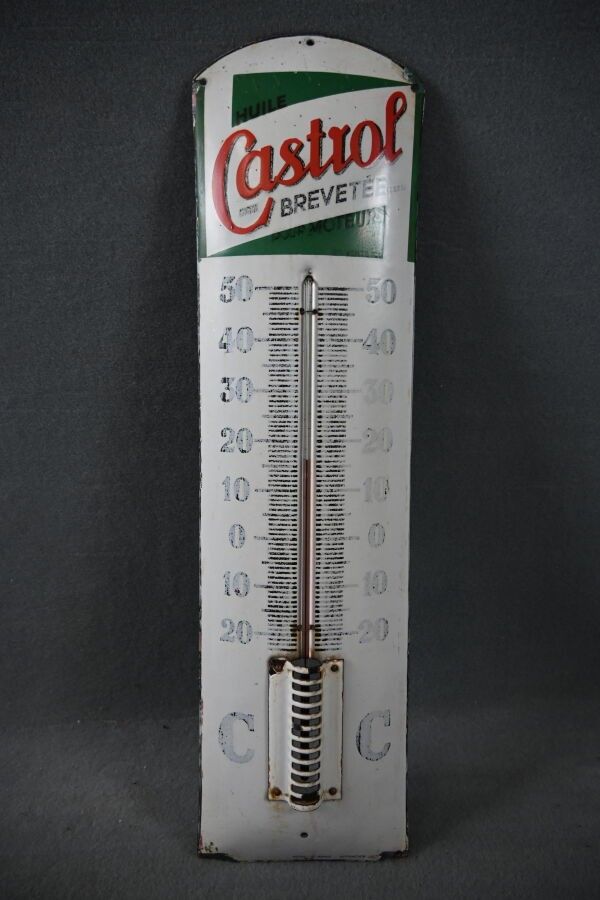 HUILE
Castrol
BREVETÉE
POUR MOTEURS
50 50
40 40
30 30
20 20
10 10
0 0
10 10
20 20
C C